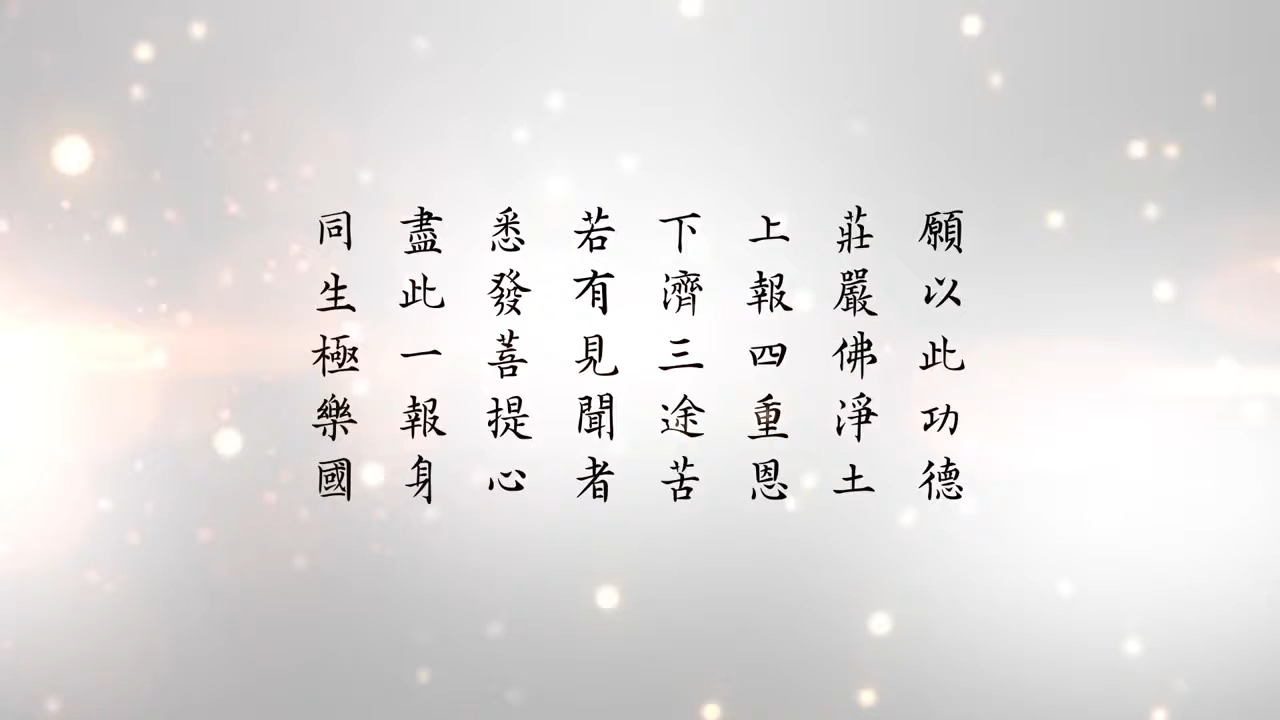 願以此功德
莊嚴佛淨土
上報四重恩
下濟三途苦
若有見聞者
悉發菩提心
盡此一報身
同生極樂國